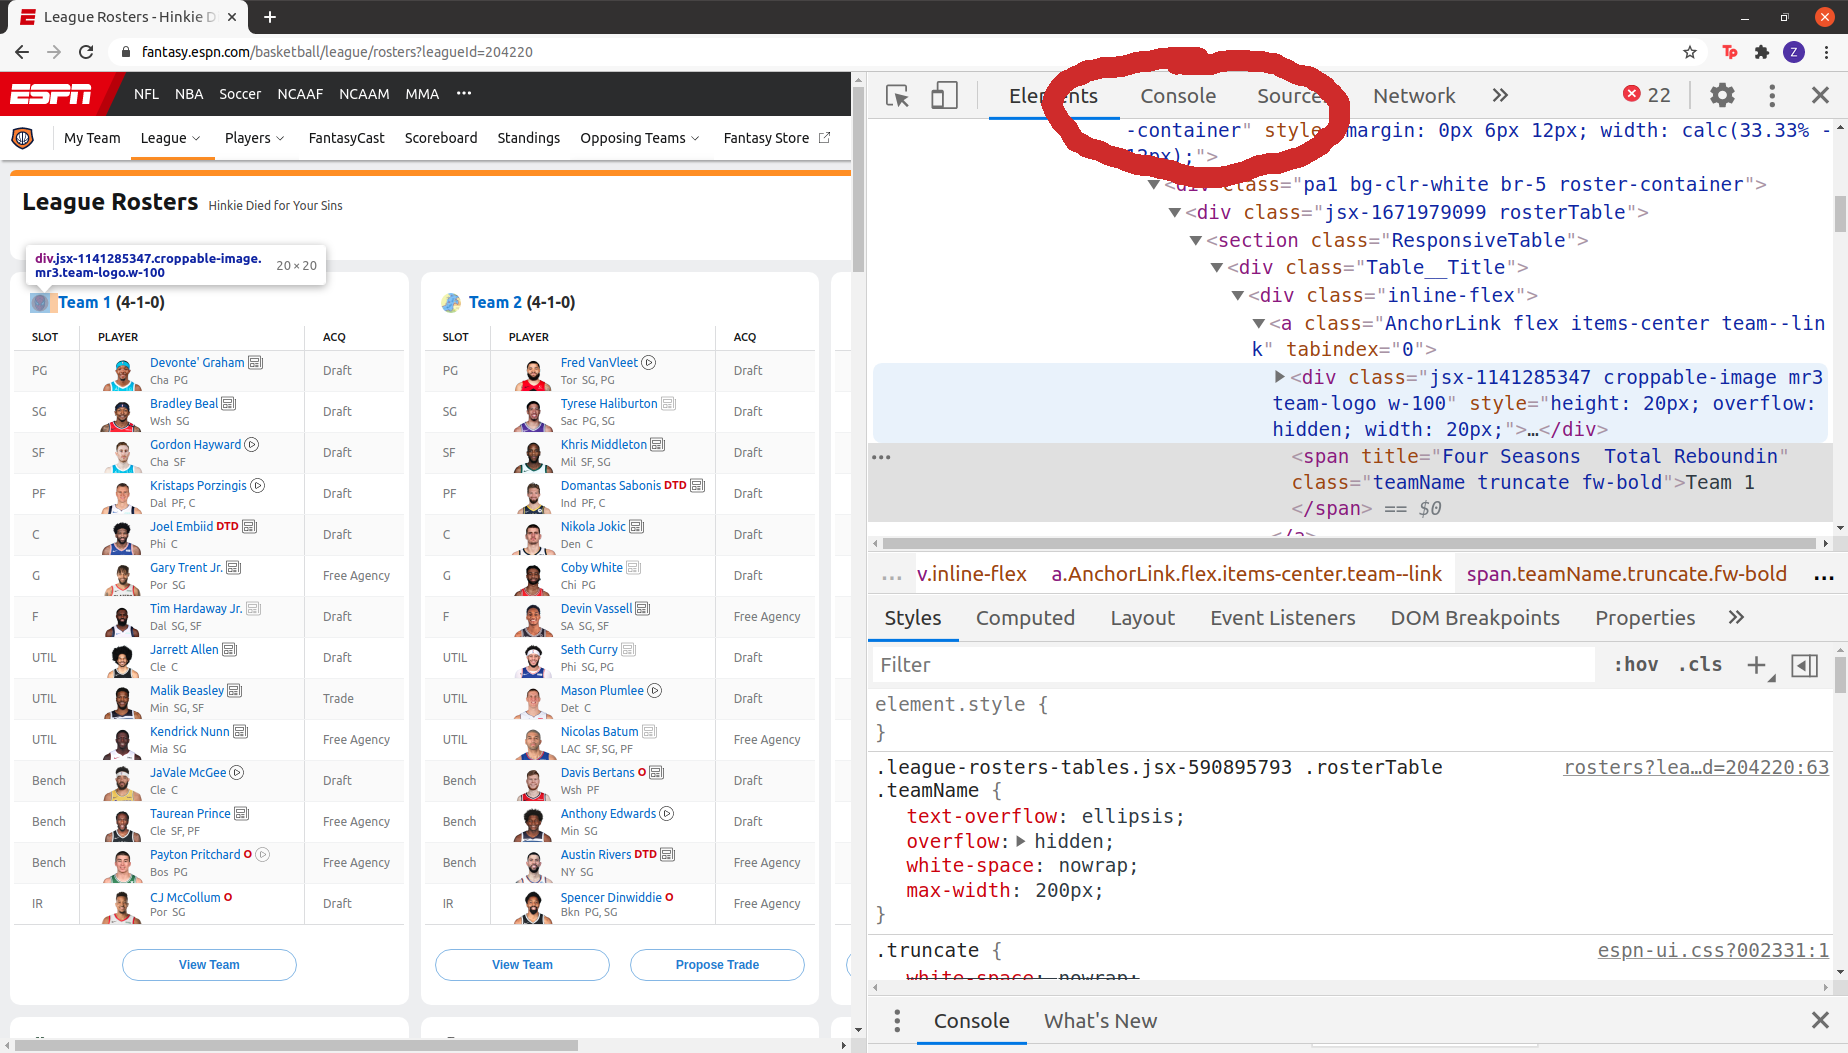 League Rosters - Hinkie D
fantasy.espn.com/basketball/league/rosters?leagueId=204220
Tp
Z
ESPN
NFL NBA Soccer NCAAF NCAAM MMA
My Team League Players FantasyCast Scoreboard Standings Opposing Teams Fantasy Store
League Rosters Hinkie Died for Your Sins
div.jsx-1141285347.croppable-image.
mr3.team-logo.w-100 20 × 20
Team 1 (4-1-0)
SLOT PLAYER ACQ
PG Devonte' Graham Cha PG Draft
SG Bradley Beal Wsh SG Draft
SF Gordon Hayward Cha SF Draft
PF Kristaps Porzingis Dal PF, C Draft
C Joel Embiid DTD Phi C Draft
G Gary Trent Jr. Por SG Free Agency
F Tim Hardaway Jr. Dal SG, SF Draft
UTIL Jarrett Allen Cle C Draft
UTIL Malik Beasley Min SG, SF Trade
UTIL Kendrick Nunn Mia SG Free Agency
Bench JaVale McGee Cle C Draft
Bench Taurean Prince Cle SF, PF Free Agency
Bench Payton Pritchard O Bos PG Free Agency
IR CJ McCollum O Por SG Draft
View Team
Team 2 (4-1-0)
SLOT PLAYER ACQ
PG Fred VanVleet Tor SG, PG Draft
SG Tyrese Haliburton Sac PG, SG Draft
SF Khris Middleton Mil SF, SG Draft
PF Domantas Sabonis DTD Ind PF, C Draft
C Nikola Jokic Den C Draft
G Coby White Chi PG Draft
F Devin Vassell SA SG, SF Free Agency
UTIL Seth Curry Phi SG, PG Draft
UTIL Mason Plumlee Det C Draft
UTIL Nicolas Batum LAC SF, SG, PF Free Agency
Bench Davis Bertans O Wsh PF Draft
Bench Anthony Edwards Min SG Draft
Bench Austin Rivers DTD NY SG Free Agency
IR Spencer Dinwiddie O Bkn PG, SG Free Agency
View Team Propose Trade
Elements Console Source Network 22
-container" style margin: 0px 6px 12px; width: calc(33.33% -
12px);">
<div class="pa1 bg-clr-white br-5 roster-container">
<div class="jsx-1671979099 rosterTable">
<section class="ResponsiveTable">
<div class="Table__Title">
<div class="inline-flex">
<a class="AnchorLink flex items-center team--lin
k" tabindex="0">
<div class="jsx-1141285347 croppable-image mr3
team-logo w-100" style="height: 20px; overflow:
hidden; width: 20px;">…</div>
<span title="Four Seasons  Total Reboundin"
class="teamName truncate fw-bold">Team 1
</span> == $0
</a>
... v.inline-flex a.AnchorLink.flex.items-center.team--link span.teamName.truncate.fw-bold ...
Styles Computed Layout Event Listeners DOM Breakpoints Properties
Filter :hov .cls
element.style {
}
.league-rosters-tables.jsx-590895793 .rosterTable rosters?lea…d=204220:63
.teamName {
text-overflow: ellipsis;
overflow: hidden;
white-space: nowrap;
max-width: 200px;
}
.truncate { espn-ui.css?002331:1
white-space: nowrap;
Console What's New